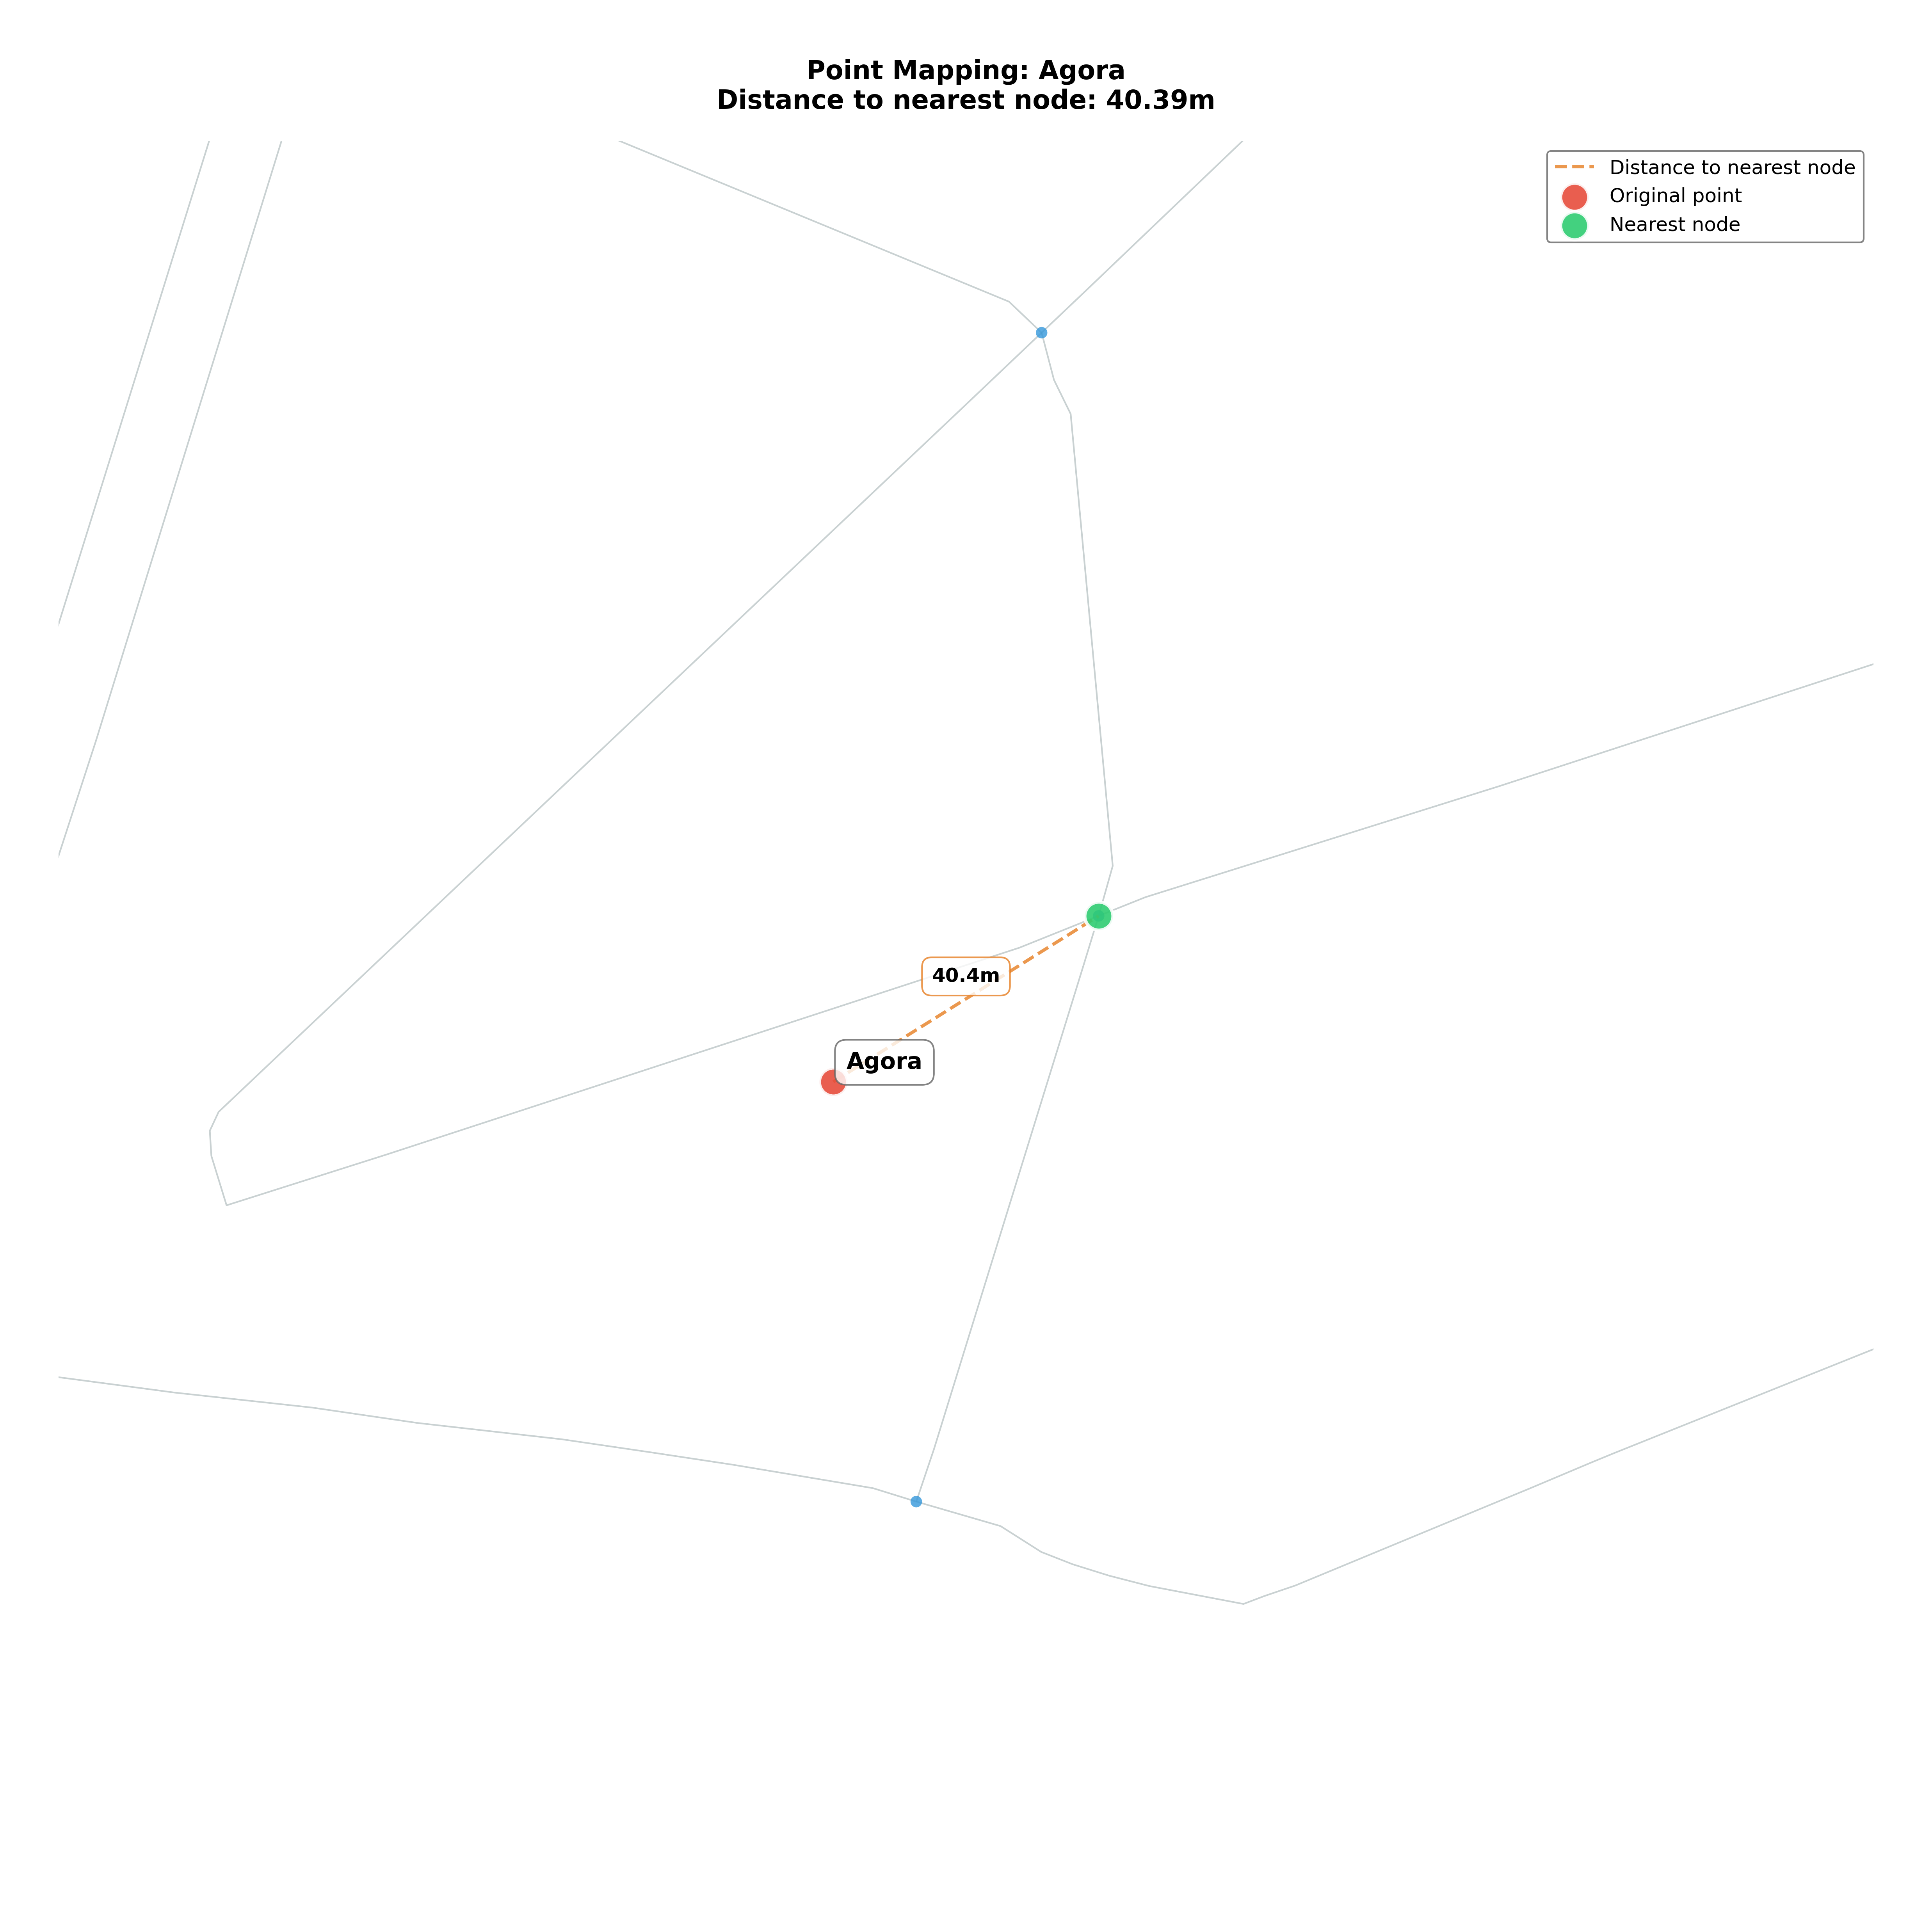 Point Mapping: Agora
Distance to nearest node: 40.39m
Distance to nearest node
Original point
Nearest node
40.4m
Agora